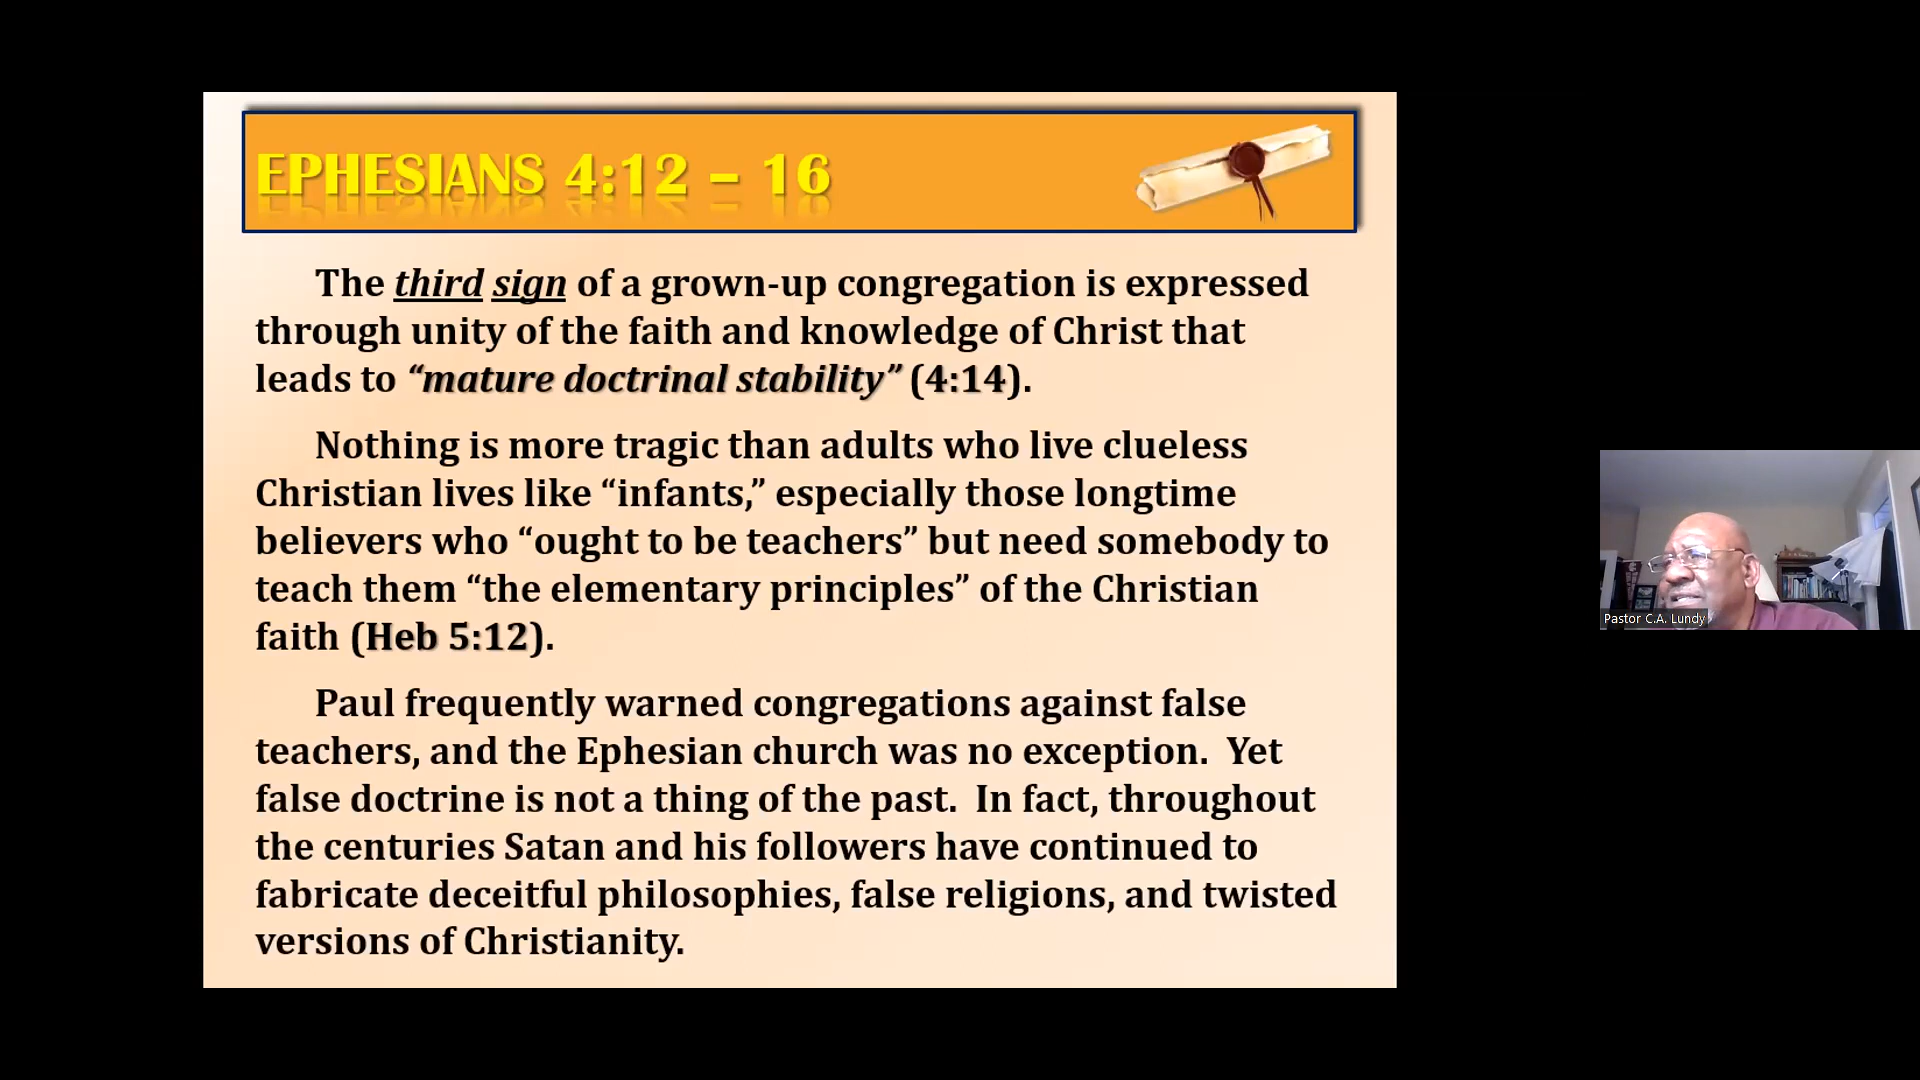 EPHESIANS 4:12 – 16
The third sign of a grown-up congregation is expressed
through unity of the faith and knowledge of Christ that
leads to “mature doctrinal stability” (4:14).
Nothing is more tragic than adults who live clueless
Christian lives like “infants,” especially those longtime
believers who “ought to be teachers” but need somebody to
teach them “the elementary principles” of the Christian
faith (Heb 5:12).
Paul frequently warned congregations against false
teachers, and the Ephesian church was no exception.  Yet
false doctrine is not a thing of the past.  In fact, throughout
the centuries Satan and his followers have continued to
fabricate deceitful philosophies, false religions, and twisted
versions of Christianity.
Pastor C.A. Lundy